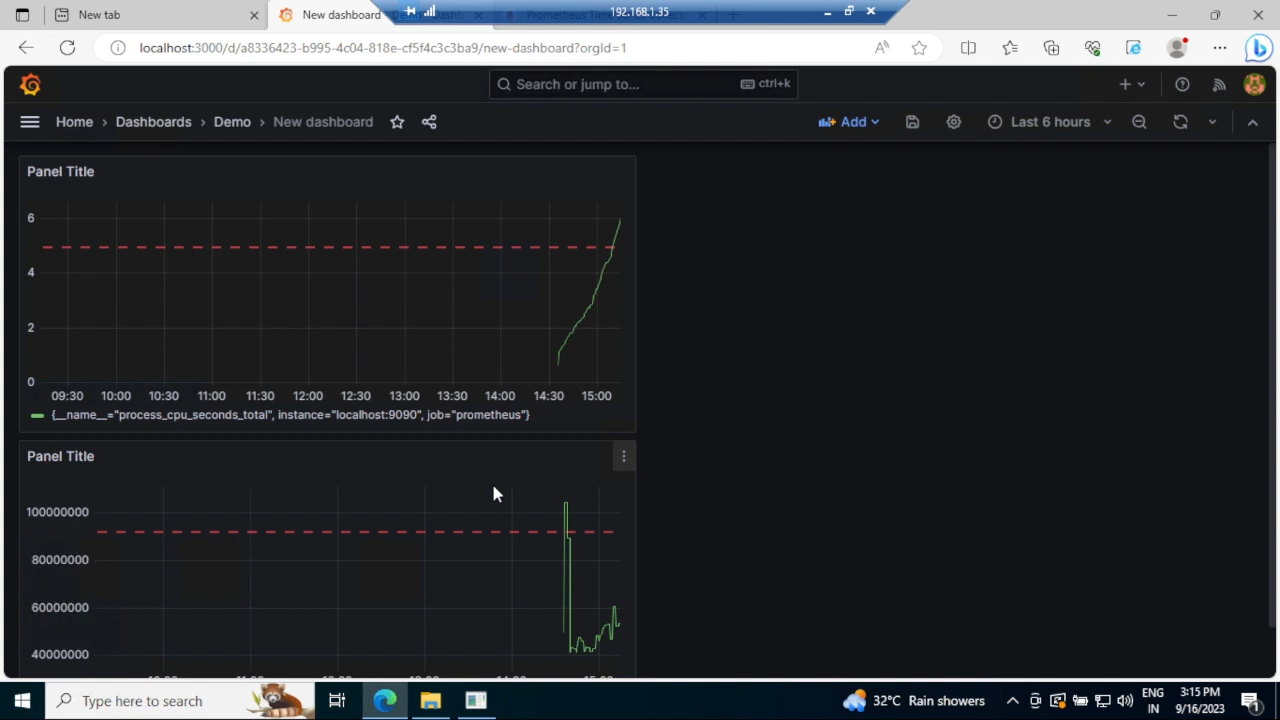 New tab
New dashboard
Prometheus Time
192.168.1.35
localhost:3000/d/a8336423-b995-4c04-818e-cf5f4c3c3ba9/new-dashboard?orgId=1
Search or jump to...
ctrl+k
Home > Dashboards > Demo > New dashboard
Add
Last 6 hours
Panel Title
6
4
2
0
09:30 10:00 10:30 11:00 11:30 12:00 12:30 13:00 13:30 14:00 14:30 15:00
{__name__="process_cpu_seconds_total", instance="localhost:9090", job="prometheus"}
Panel Title
100000000
80000000
60000000
40000000
Type here to search
32°C Rain showers
ENG
IN
3:15 PM
9/16/2023
1